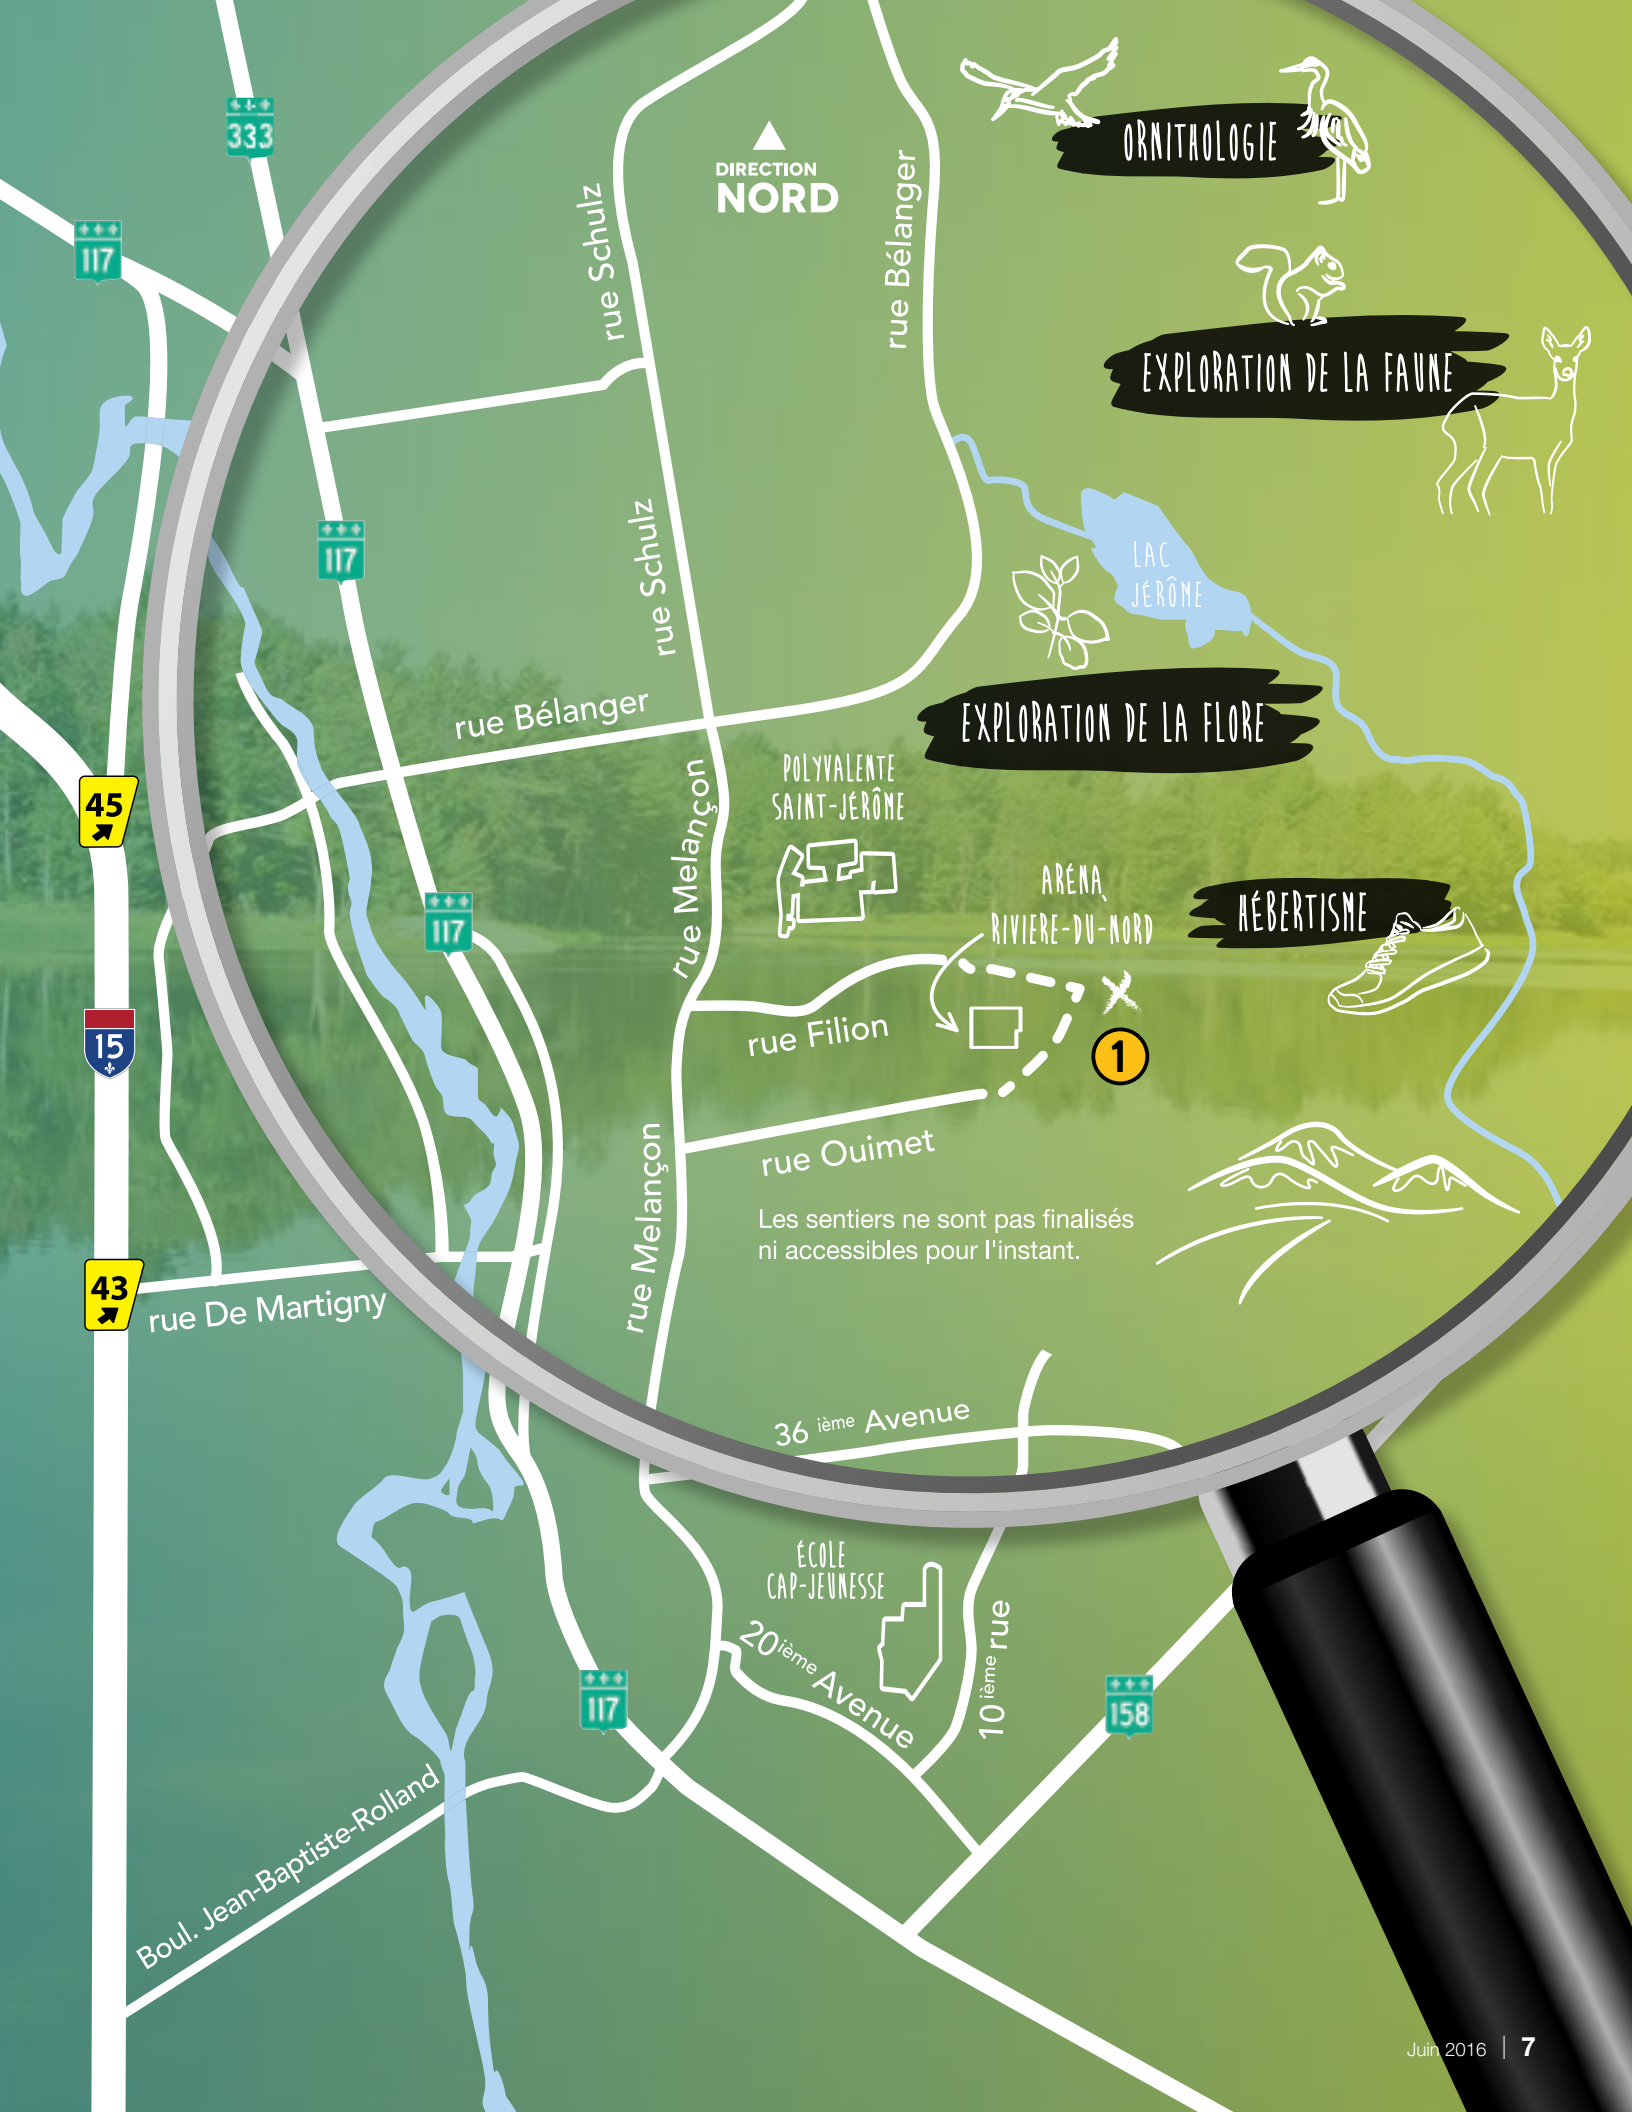 333
117
DIRECTION
NORD
rue Schulz
rue Bélanger
ORNITHOLOGIE
EXPLORATION DE LA FAUNE
117
rue Schulz
LAC
JÉRÔME
rue Bélanger
EXPLORATION DE LA FLORE
45
rue Melançon
POLYVALENTE
SAINT-JÉRÔME
117
ARÉNA
RIVIÈRE-DU-NORD
HÉBERTISME
15
rue Filion
1
rue Melançon
rue Ouimet
Les sentiers ne sont pas finalisés
ni accessibles pour l'instant.
43
rue De Martigny
36 ième Avenue
ÉCOLE
CAP-JEUNESSE
20ième Avenue
10 ième rue
117
158
Boul. Jean-Baptiste-Rolland
Juin 2016 | 7